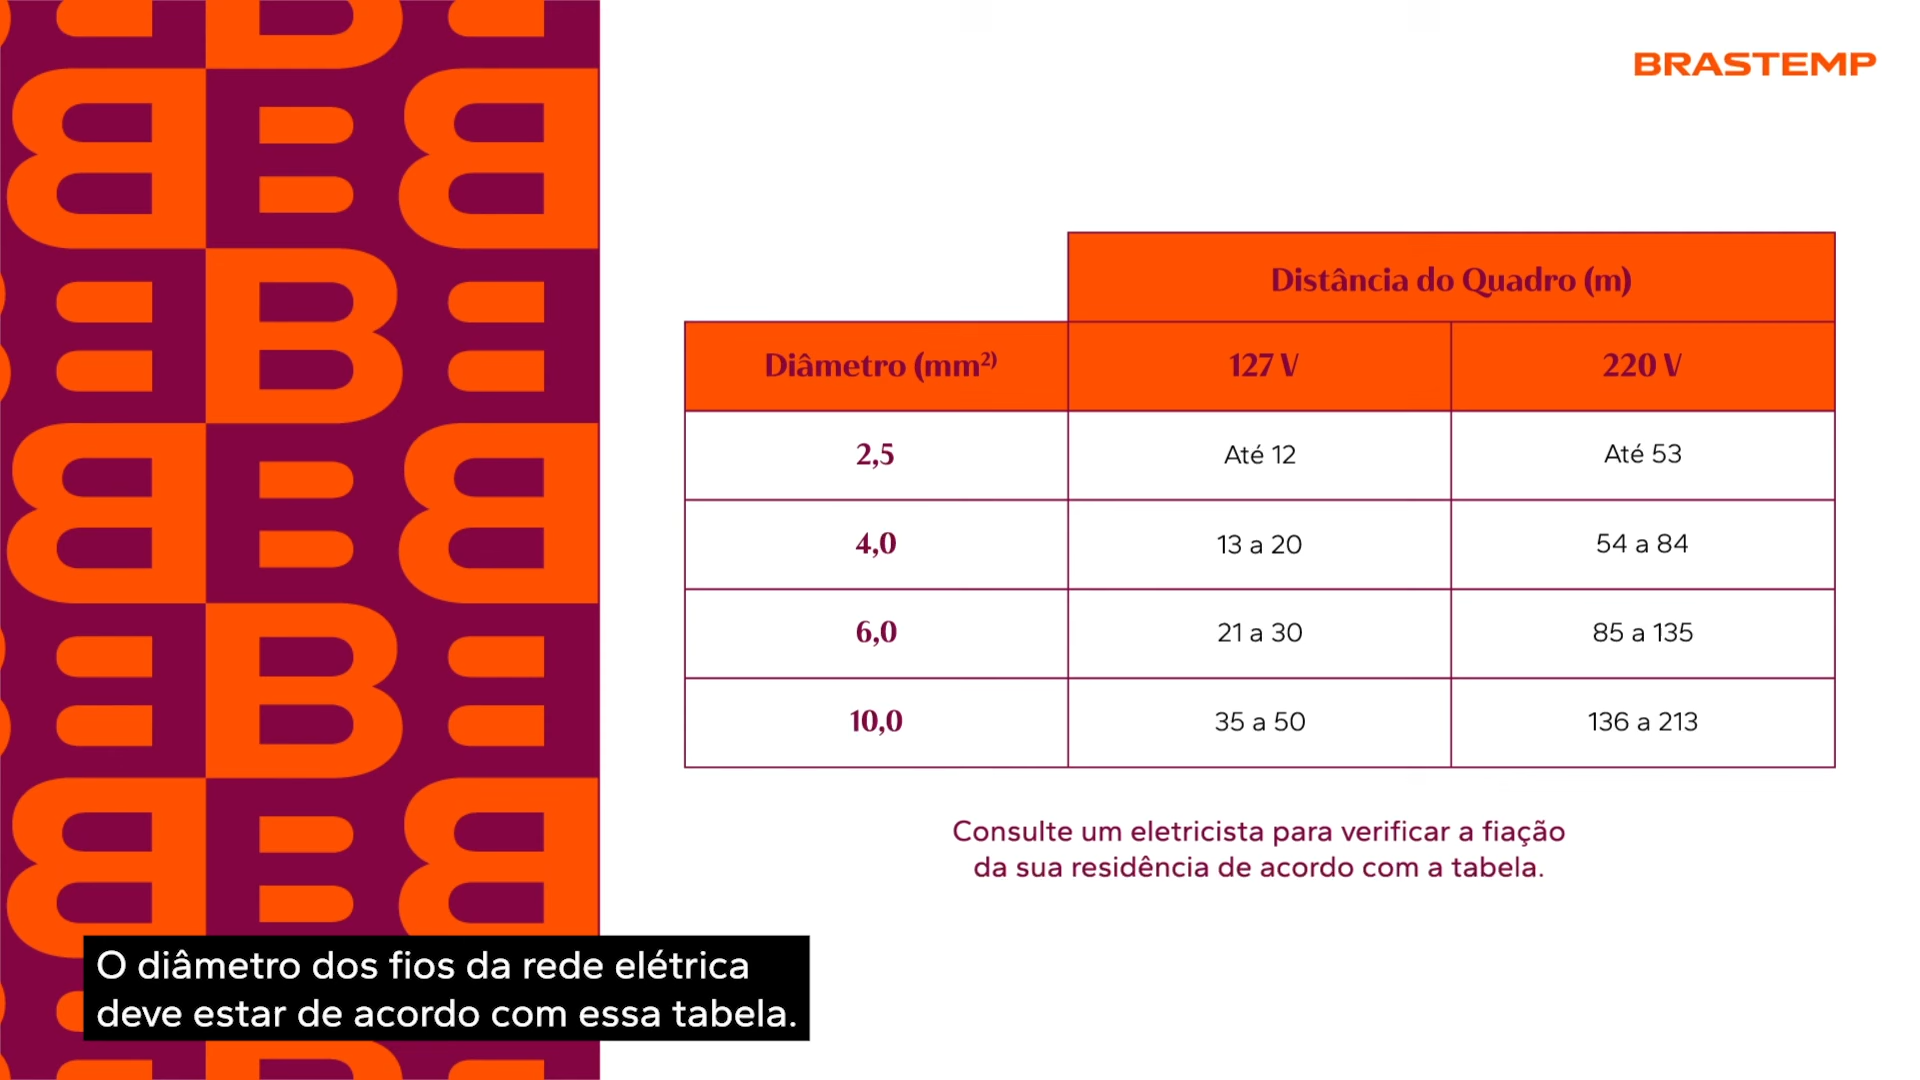 BRASTEMP
Distância do Quadro (m)
Diâmetro (mm²⁾ 127 V 220 V
2,5 Até 12 Até 53
4,0 13 a 20 54 a 84
6,0 21 a 30 85 a 135
10,0 35 a 50 136 a 213
Consulte um eletricista para verificar a fiação
da sua residência de acordo com a tabela.
O diâmetro dos fios da rede elétrica
deve estar de acordo com essa tabela.